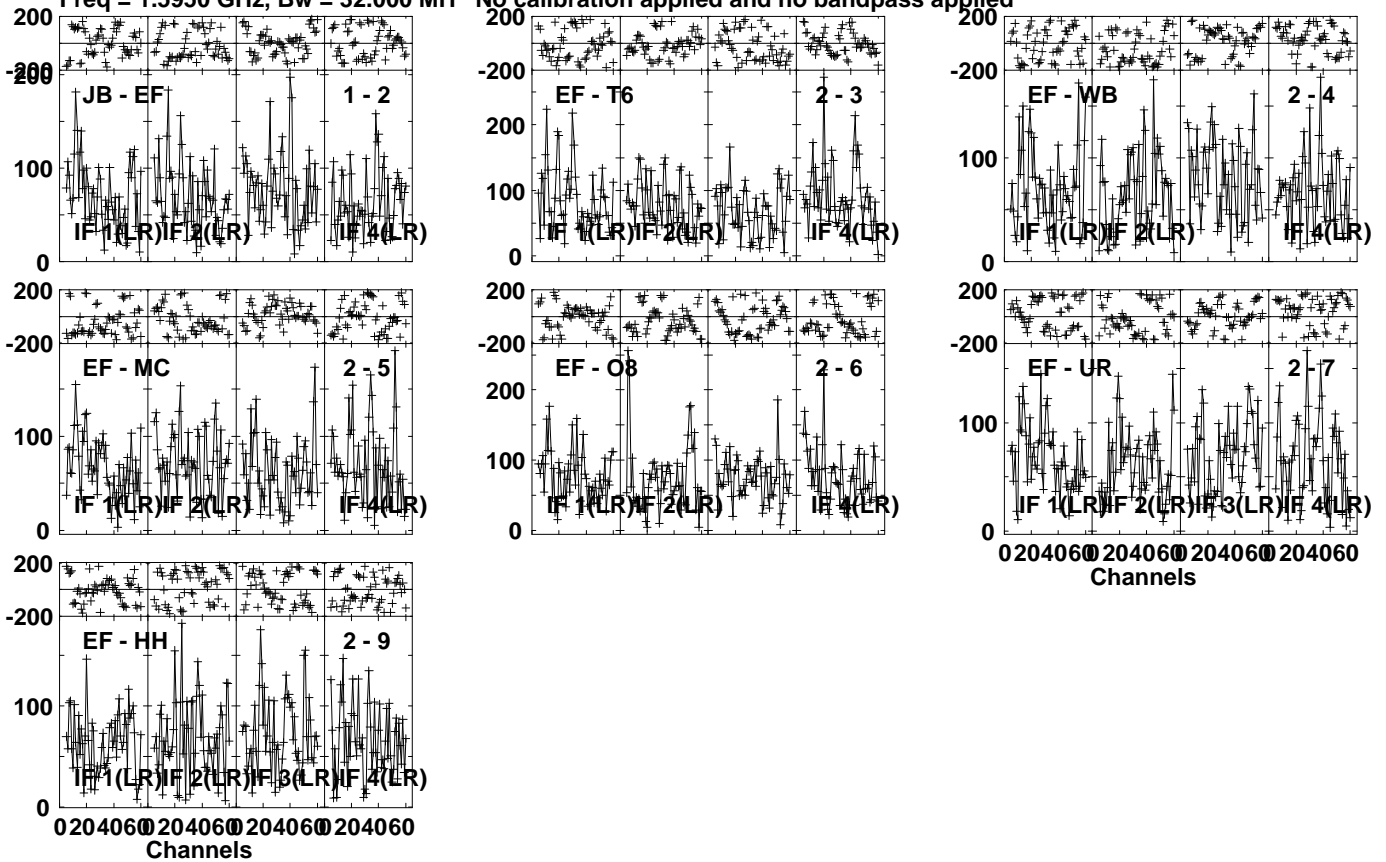 Freq = 1.5950 GHz, Bw = 32.000 MH No calibration applied and no bandpass applied
200 200 200
-200 -200 -200
200
JB - EF 1 - 2 EF - T6 2 - 3 EF - WB 2 - 4
200
100 100 100
IF 1(LR) IF 2(LR) IF 4(LR) IF 1(LR) IF 2(LR) IF 4(LR) IF 1(LR) IF 2(LR) IF 4(LR)
0 0 0
200 200 200
-200 -200 -200
EF - MC 2 - 5 EF - O8 2 - 6 EF - UR 2 - 7
200
100 100 100
IF 1(LR) IF 2(LR) IF 4(LR) IF 1(LR) IF 2(LR) IF 4(LR) IF 1(LR) IF 2(LR) IF 3(LR) IF 4(LR)
0 0 0
0 20 40 60 0 20 40 60 0 20 40 60 0 20 40 60
Channels
200
-200
EF - HH 2 - 9
100
IF 1(LR) IF 2(LR) IF 3(LR) IF 4(LR)
0
0 20 40 60 0 20 40 60 0 20 40 60 0 20 40 60
Channels